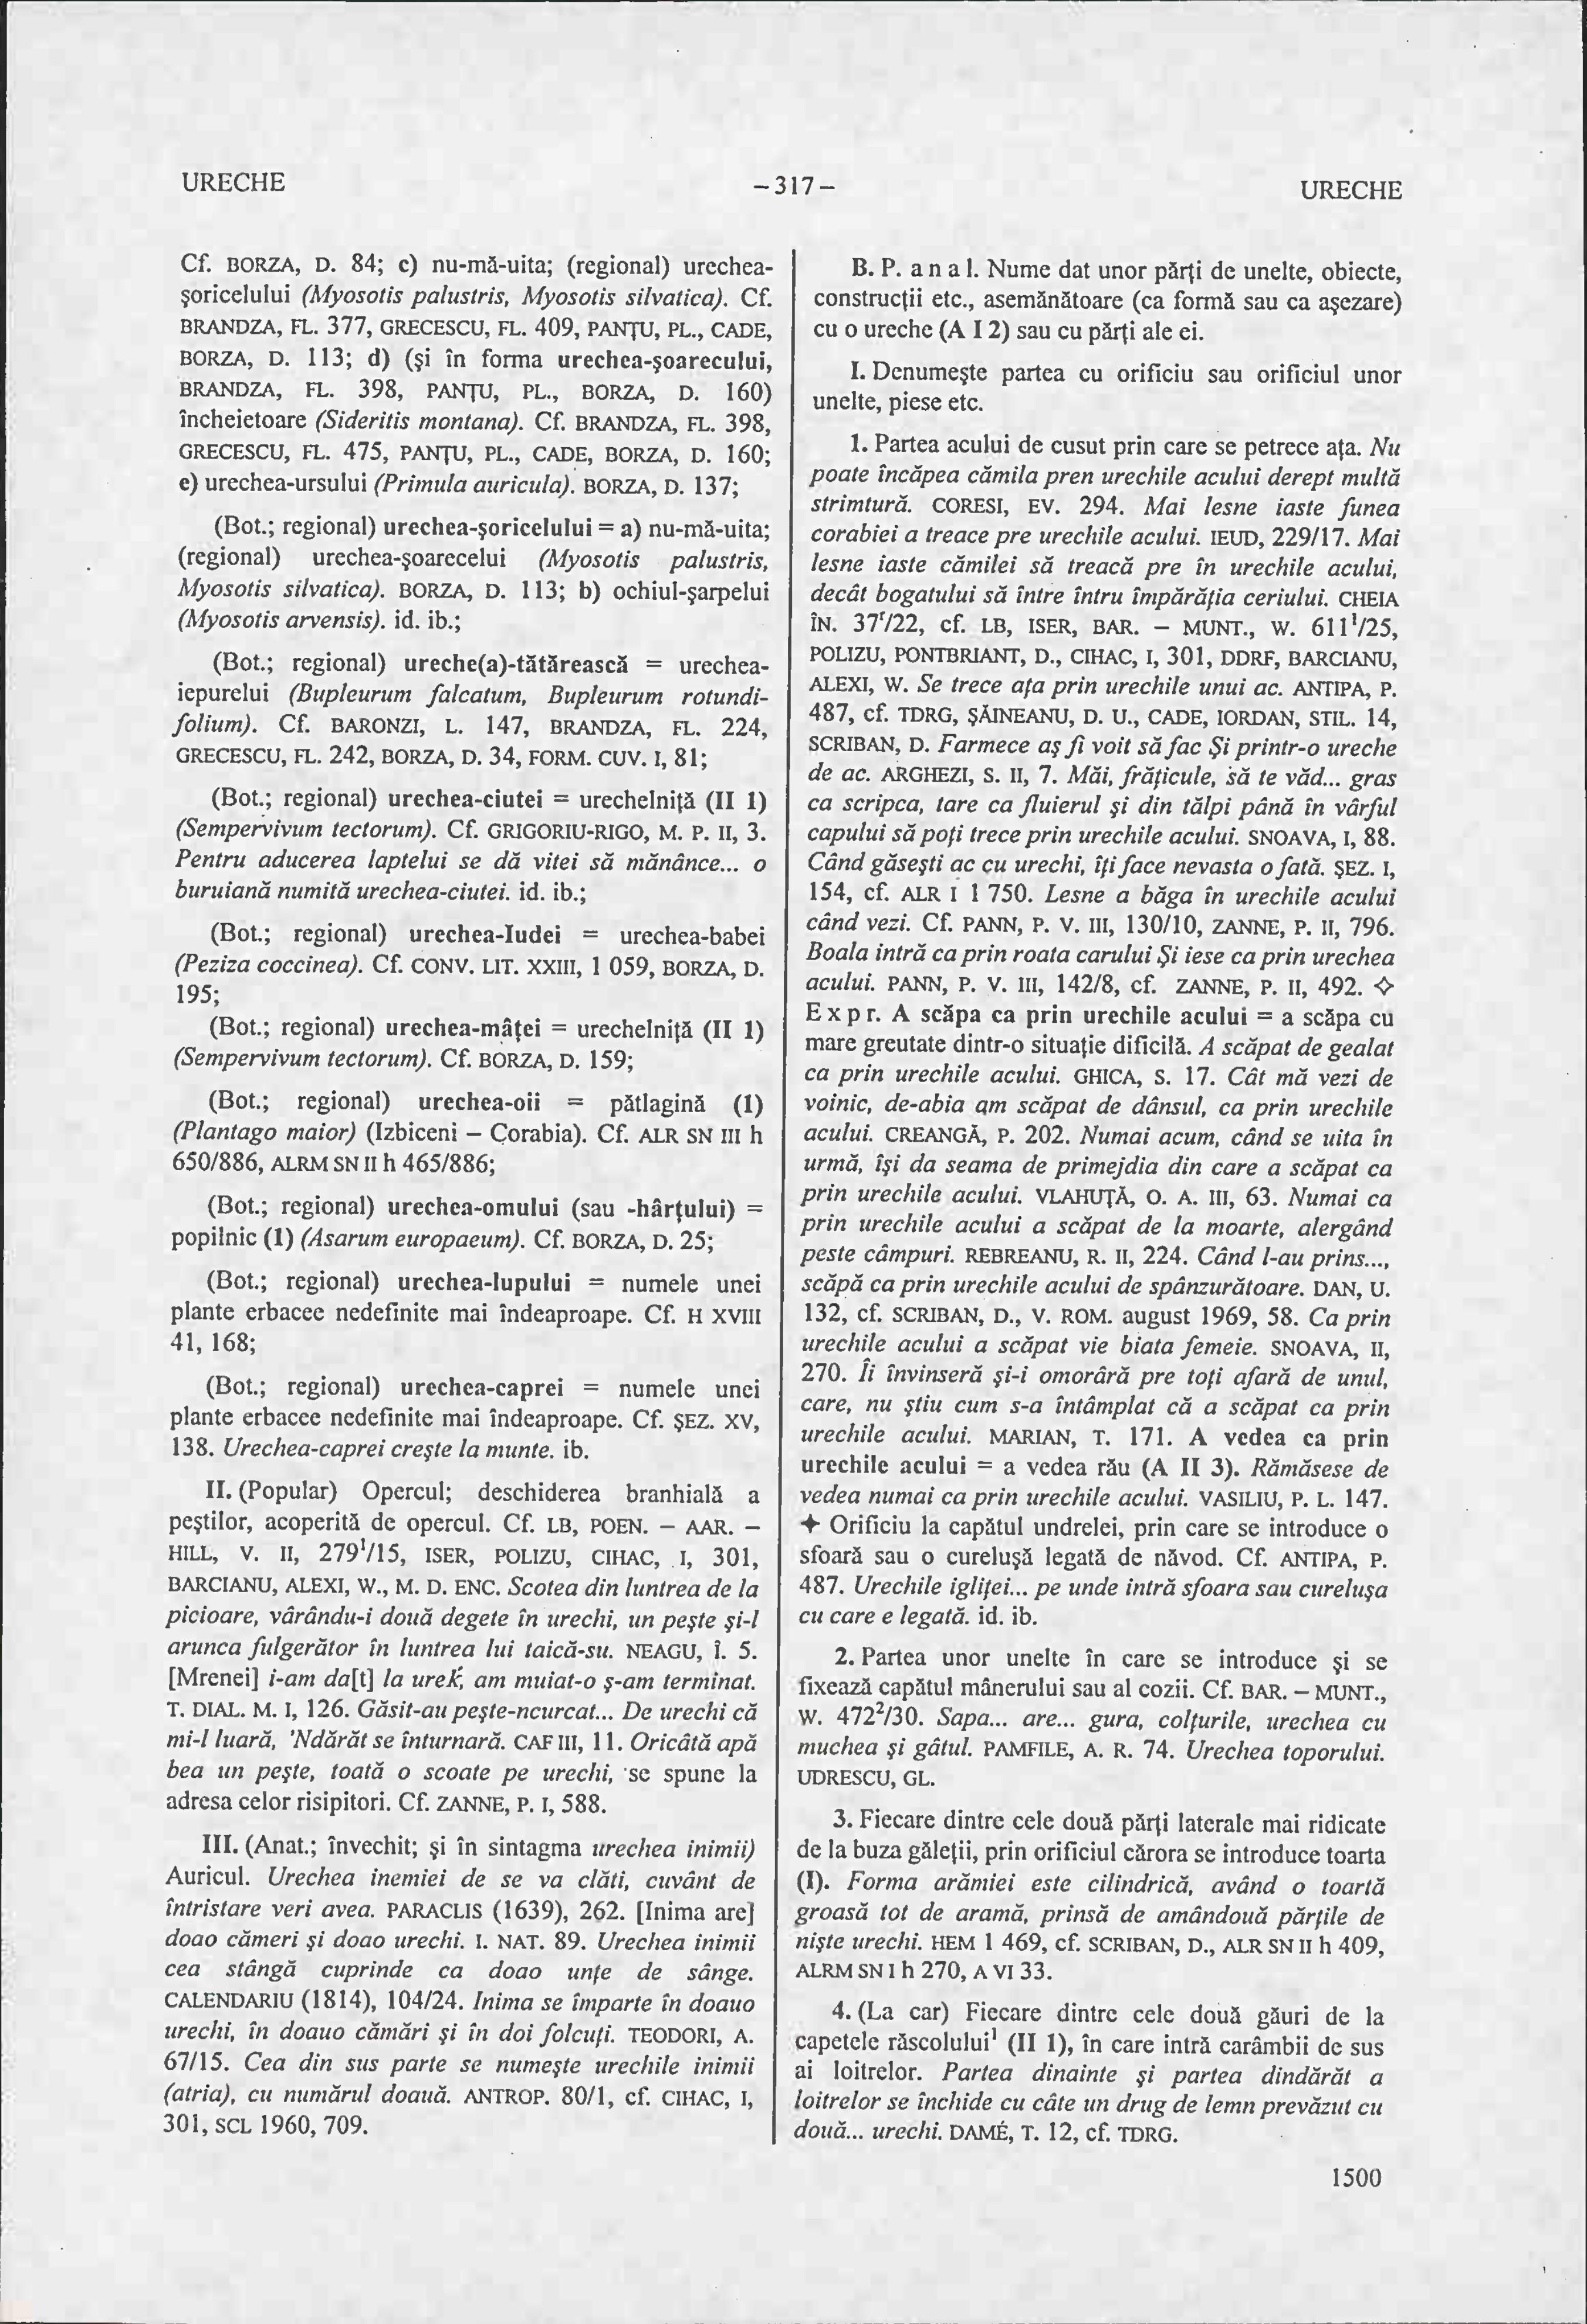 URECHE
–317–
URECHE
Cf. BORZA, D. 84; c) nu-mă-uita; (regional) urechea-
şoricelului (Myosotis palustris, Myosotis silvatica). Cf.
BRANDZA, FL. 377, GRECESCU, FL. 409, PANŢU, PL., CADE,
BORZA, D. 113; d) (şi în forma urechea-şoarecului,
BRANDZA, FL. 398, PANŢU, PL., BORZA, D. 160)
încheietoare (Sideritis montana). Cf. BRANDZA, FL. 398,
GRECESCU, FL. 475, PANŢU, PL., CADE, BORZA, D. 160;
e) urechea-ursului (Primula auricula). BORZA, D. 137;
(Bot.; regional) urechea-şoricelului = a) nu-mă-uita;
(regional) urechea-şoarecelui (Myosotis palustris,
Myosotis silvatica). BORZA, D. 113; b) ochiul-şarpelui
(Myosotis arvensis). id. ib.;
(Bot.; regional) ureche(a)-tătărească = urechea-
iepurelui (Bupleurum falcatum, Bupleurum rotundi-
folium). Cf. BARONZI, L. 147, BRANDZA, FL. 224,
GRECESCU, FL. 242, BORZA, D. 34, FORM. CUV. I, 81;
(Bot.; regional) urechea-ciutei = urechelniţă (II 1)
(Sempervivum tectorum). Cf. GRIGORIU-RIGO, M. P. II, 3.
Pentru aducerea laptelui se dă vitei să mănânce... o
buruiană numită urechea-ciutei. id. ib.;
(Bot.; regional) urechea-Iudei = urechea-babei
(Peziza coccinea). Cf. CONV. LIT. XXIII, 1 059, BORZA, D.
195;
(Bot.; regional) urechea-mâţei = urechelniţă (II 1)
(Sempervivum tectorum). Cf. BORZA, D. 159;
(Bot.; regional) urechea-oii = pătlagină (1)
(Plantago maior) (Izbiceni – Corabia). Cf. ALR SN III h
650/886, ALRM SN II h 465/886;
(Bot.; regional) urechea-omului (sau -hârţului) =
popilnic (1) (Asarum europaeum). Cf. BORZA, D. 25;
(Bot.; regional) urechea-lupului = numele unei
plante erbacee nedefinite mai îndeaproape. Cf. H XVIII
41, 168;
(Bot.; regional) urechea-caprei = numele unei
plante erbacee nedefinite mai îndeaproape. Cf. ŞEZ. XV,
138. Urechea-caprei creşte la munte. ib.
II. (Popular) Opercul; deschiderea branhială a
peştilor, acoperită de opercul. Cf. LB, POEN. – AAR. –
HILL, V. II, 279¹/15, ISER, POLIZU, CIHAC, I, 301,
BARCIANU, ALEXI, W., M. D. ENC. Scotea din luntrea de la
picioare, vârându-i două degete în urechi, un peşte şi-l
arunca fulgerător în luntrea lui taică-su. NEAGU, Î. 5.
[Mrenei] i-am da[t] la ureḱ, am muiat-o ş-am terminat.
T. DIAL. M. I, 126. Găsit-au peşte-ncurcat... De urechi că
mi-l luară, 'Ndărăt se înturnară. CAF III, 11. Oricâtă apă
bea un peşte, toată o scoate pe urechi, se spune la
adresa celor risipitori. Cf. ZANNE, P. I, 588.
III. (Anat.; învechit; şi în sintagma urechea inimii)
Auricul. Urechea inemiei de se va clăti, cuvânt de
întristare veri avea. PARACLIS (1639), 262. [Inima are]
doao cămeri şi doao urechi. I. NAT. 89. Urechea inimii
cea stângă cuprinde ca doao unţe de sânge.
CALENDARIU (1814), 104/24. Inima se împarte în doauo
urechi, în doauo cămări şi în doi folcuţi. TEODORI, A.
67/15. Cea din sus parte se numeşte urechile inimii
(atria), cu numărul doauă. ANTROP. 80/1, cf. CIHAC, I,
301, SCL 1960, 709.
B. P. anal. Nume dat unor părţi de unelte, obiecte,
construcţii etc., asemănătoare (ca formă sau ca aşezare)
cu o ureche (A I 2) sau cu părţi ale ei.
I. Denumeşte partea cu orificiu sau orificiul unor
unelte, piese etc.
1. Partea acului de cusut prin care se petrece aţa. Nu
poate încăpea cămila pren urechile acului derept multă
strimtură. CORESI, EV. 294. Mai lesne iaste funea
corabiei a treace pre urechile acului. IEUD, 229/17. Mai
lesne iaste cămilei să treacă pre în urechile acului,
decât bogatului să între întru împărăţia ceriului. CHEIA
ÎN. 37ʳ/22, cf. LB, ISER, BAR. – MUNT., W. 611¹/25,
POLIZU, PONTBRIANT, D., CIHAC, I, 301, DDRF, BARCIANU,
ALEXI, W. Se trece aţa prin urechile unui ac. ANTIPA, P.
487, cf. TDRG, ŞĂINEANU, D. U., CADE, IORDAN, STIL. 14,
SCRIBAN, D. Farmece aş fi voit să fac Şi printr-o ureche
de ac. ARGHEZI, S. II, 7. Măi, frăţicule, să te văd... gras
ca scripca, tare ca fluierul şi din tălpi până în vârful
capului să poţi trece prin urechile acului. SNOAVA, I, 88.
Când găseşti ac cu urechi, îţi face nevasta o fată. ŞEZ. I,
154, cf. ALR I 1 750. Lesne a băga în urechile acului
când vezi. Cf. PANN, P. V. III, 130/10, ZANNE, P. II, 796.
Boala intră ca prin roata carului Şi iese ca prin urechea
acului. PANN, P. V. III, 142/8, cf. ZANNE, P. II, 492. ✧
Expr. A scăpa ca prin urechile acului = a scăpa cu
mare greutate dintr-o situaţie dificilă. A scăpat de gealat
ca prin urechile acului. GHICA, S. 17. Cât mă vezi de
voinic, de-abia am scăpat de dânsul, ca prin urechile
acului. CREANGĂ, P. 202. Numai acum, când se uita în
urmă, îşi da seama de primejdia din care a scăpat ca
prin urechile acului. VLAHUŢĂ, O. A. III, 63. Numai ca
prin urechile acului a scăpat de la moarte, alergând
peste câmpuri. REBREANU, R. II, 224. Când l-au prins...,
scăpă ca prin urechile acului de spânzurătoare. DAN, U.
132, cf. SCRIBAN, D., V. ROM. august 1969, 58. Ca prin
urechile acului a scăpat vie biata femeie. SNOAVA, II,
270. Îi învinseră şi-i omorâră pre toţi afară de unul,
care, nu ştiu cum s-a întâmplat că a scăpat ca prin
urechile acului. MARIAN, T. 171. A vedea ca prin
urechile acului = a vedea rău (A II 3). Rămăsese de
vedea numai ca prin urechile acului. VASILIU, P. L. 147.
✦ Orificiu la capătul undrelei, prin care se introduce o
sfoară sau o curelușă legată de năvod. Cf. ANTIPA, P.
487. Urechile igliţei... pe unde intră sfoara sau curelușa
cu care e legată. id. ib.
2. Partea unor unelte în care se introduce şi se
fixează capătul mânerului sau al cozii. Cf. BAR. – MUNT.,
W. 472²/30. Sapa... are... gura, colţurile, urechea cu
muchea şi gâtul. PAMFILE, A. R. 74. Urechea toporului.
UDRESCU, GL.
3. Fiecare dintre cele două părţi laterale mai ridicate
de la buza găleţii, prin orificiul cărora se introduce toarta
(I). Forma arămiei este cilindrică, având o toartă
groasă tot de aramă, prinsă de amândouă părţile de
nişte urechi. HEM 1 469, cf. SCRIBAN, D., ALR SN II h 409,
ALRM SN I h 270, A VI 33.
4. (La car) Fiecare dintre cele două găuri de la
capetele răscolului¹ (II 1), în care intră carâmbii de sus
ai loitrelor. Partea dinainte şi partea dindărăt a
loitrelor se închide cu câte un drug de lemn prevăzut cu
două... urechi. DAMÉ, T. 12, cf. TDRG.
1500